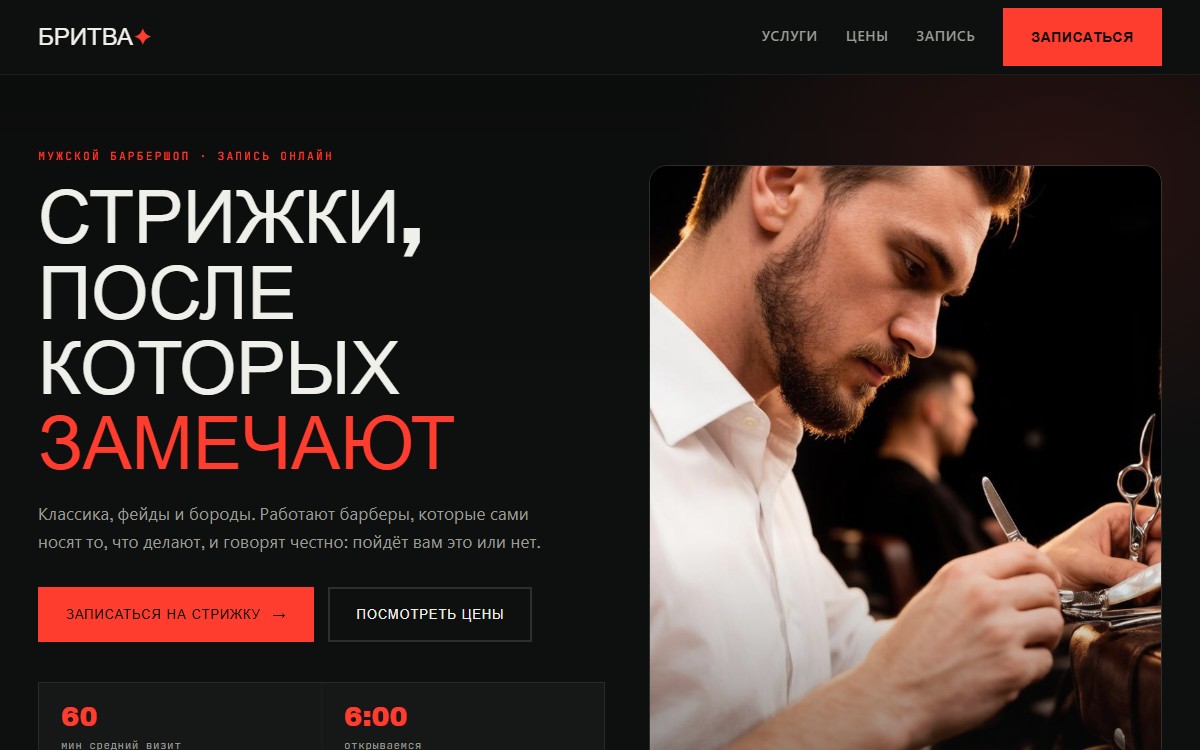 БРИТВА✦
УСЛУГИ ЦЕНЫ ЗАПИСЬ ЗАПИСАТЬСЯ
МУЖСКОЙ БАРБЕРШОП · ЗАПИСЬ ОНЛАЙН
СТРИЖКИ,
ПОСЛЕ
КОТОРЫХ
ЗАМЕЧАЮТ
Классика, фейды и бороды. Работают барберы, которые сами
носят то, что делают, и говорят честно: пойдёт вам это или нет.
ЗАПИСАТЬСЯ НА СТРИЖКУ → ПОСМОТРЕТЬ ЦЕНЫ
60 6:00
мин средний визит открываемся